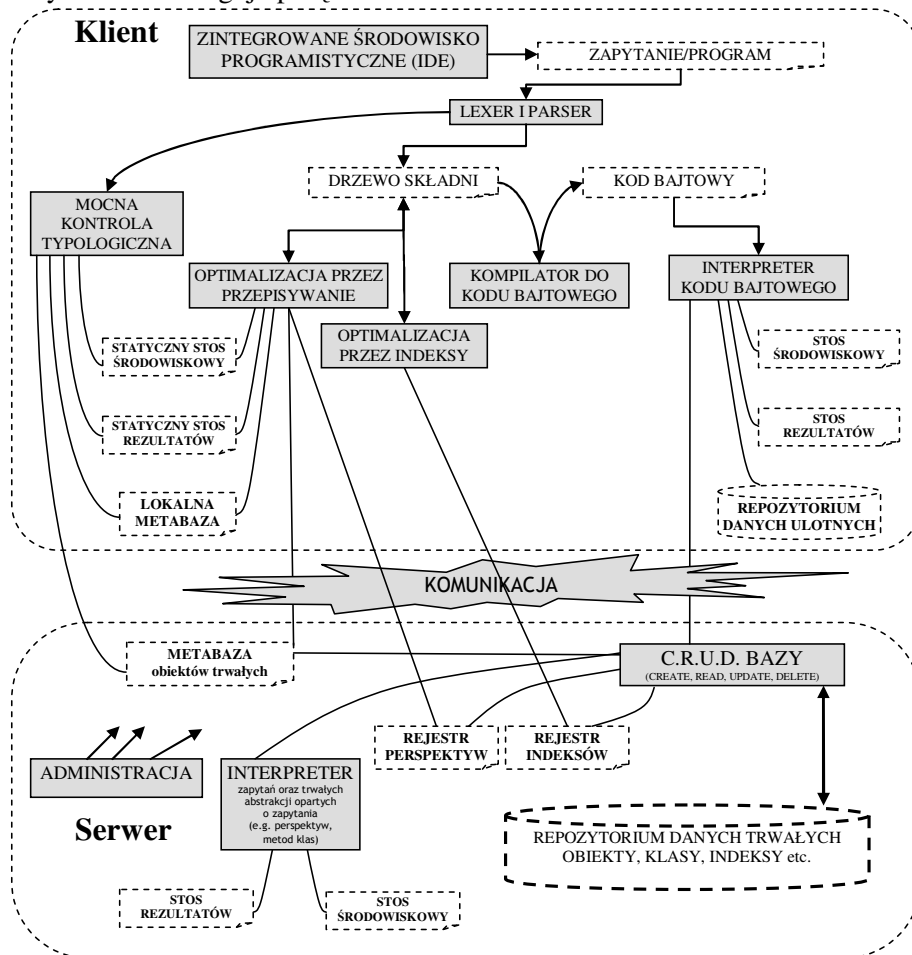 Klient
ZINTEGROWANE ŚRODOWISKO
PROGRAMISTYCZNE (IDE)
ZAPYTANIE/PROGRAM
LEXER I PARSER
DRZEWO SKŁADNI
KOD BAJTOWY
MOCNA
KONTROLA
TYPOLOGICZNA
OPTIMALIZACJA PRZEZ
PRZEPISYWANIE
KOMPILATOR DO
KODU BAJTOWEGO
INTERPRETER
KODU BAJTOWEGO
OPTIMALIZACJA
PRZEZ INDEKSY
STATYCZNY STOS
ŚRODOWISKOWY
STOS
ŚRODOWISKOWY
STATYCZNY STOS
REZULTATÓW
STOS
REZULTATÓW
LOKALNA
METABAZA
REPOZYTORIUM
DANYCH ULOTNYCH
KOMUNIKACJA
METABAZA
obiektów trwałych
C.R.U.D. BAZY
(CREATE, READ, UPDATE, DELETE)
REJESTR
PERSPEKTYW
REJESTR
INDEKSÓW
ADMINISTRACJA
INTERPRETER
zapytań oraz trwałych
abstrakcji opartych
o zapytania
(e.g. perspektyw,
metod klas)
Serwer
REPOZYTORIUM DANYCH TRWAŁYCH
OBIEKTY, KLASY, INDEKSY etc.
STOS
REZULTATÓW
STOS
ŚRODOWISKOWY